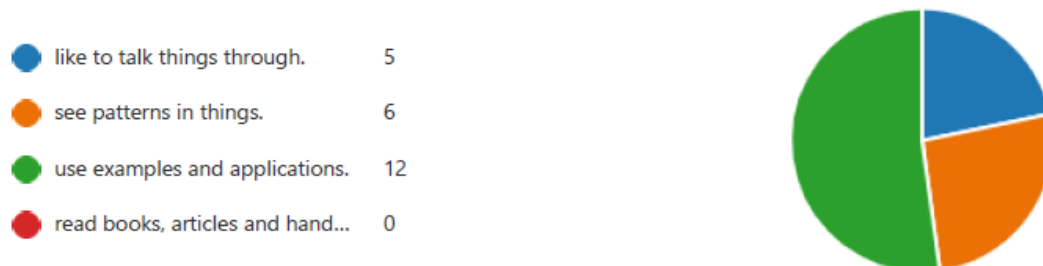 like to talk things through. 5
see patterns in things. 6
use examples and applications. 12
read books, articles and hand... 0